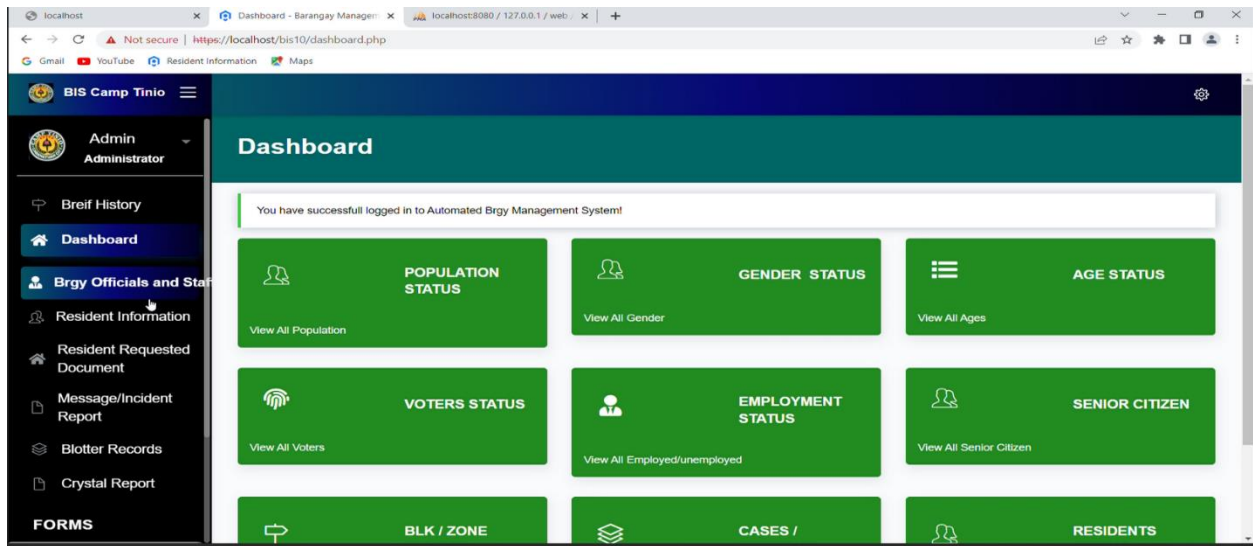 localhost
Dashboard - Barangay Managem
localhost:8080 / 127.0.0.1 / web
Not secure | https://localhost/bis10/dashboard.php
Gmail YouTube Resident Information Maps
BIS Camp Tinio
Admin
Administrator
Breif History
Dashboard
Brgy Officials and Staf
Resident Information
Resident Requested
Document
Message/Incident
Report
Blotter Records
Crystal Report
FORMS
Dashboard
You have successfull logged in to Automated Brgy Management System!
POPULATION
STATUS
View All Population
GENDER STATUS
View All Gender
AGE STATUS
View All Ages
VOTERS STATUS
View All Voters
EMPLOYMENT
STATUS
View All Employed/unemployed
SENIOR CITIZEN
View All Senior Citizen
BLK / ZONE
CASES /
RESIDENTS